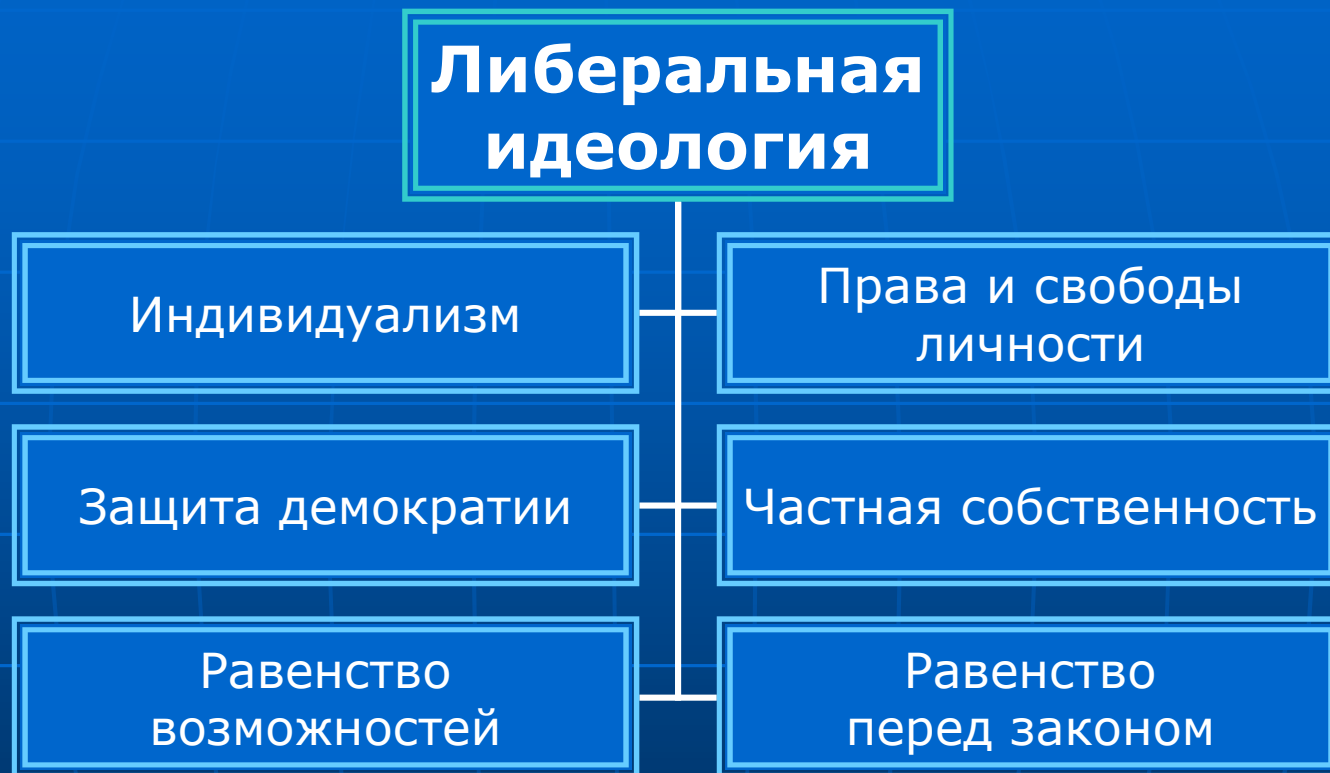 Либеральная
идеология
Индивидуализм
Права и свободы
личности
Защита демократии
Частная собственность
Равенство
возможностей
Равенство
перед законом